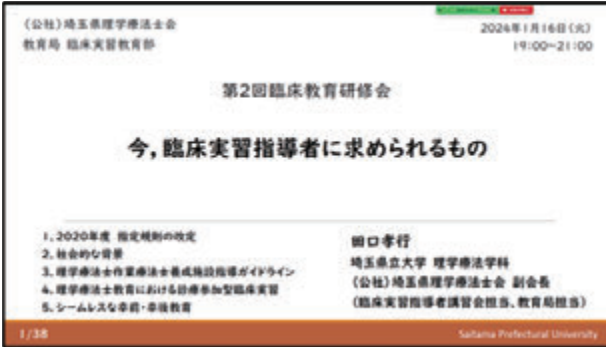 (公社)埼玉県理学療法士会
教育局 臨床実習教育部
2024年1月16日(火)
19:00~21:00
第2回臨床教育研修会
今,臨床実習指導者に求められるもの
1.2020年度 指定規則の改定
2.社会的な背景
3.理学療法士作業療法士養成施設指導ガイドライン
4.理学療法士教育における診療参加型臨床実習
5.シームレスな卒前・卒後教育
田口孝行
埼玉県立大学 理学療法学科
(公社)埼玉県理学療法士会 副会長
(臨床実習指導者講習会担当、教育局担当)
1/38
Saitama Prefectural University